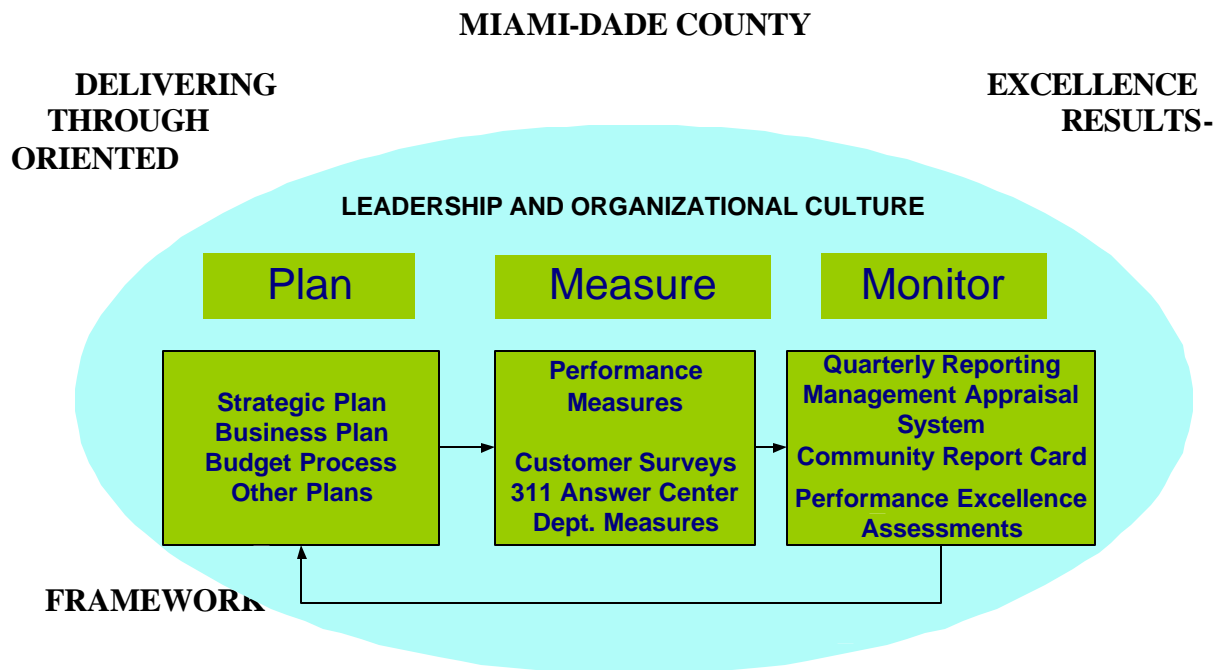 MIAMI-DADE COUNTY
DELIVERING EXCELLENCE
THROUGH RESULTS-
ORIENTED
LEADERSHIP AND ORGANIZATIONAL CULTURE
Plan
Strategic Plan
Business Plan
Budget Process
Other Plans
Measure
Performance
Measures
Customer Surveys
311 Answer Center
Dept. Measures
Monitor
Quarterly Reporting
Management Appraisal
System
Community Report Card
Performance Excellence
Assessments
FRAMEWORK